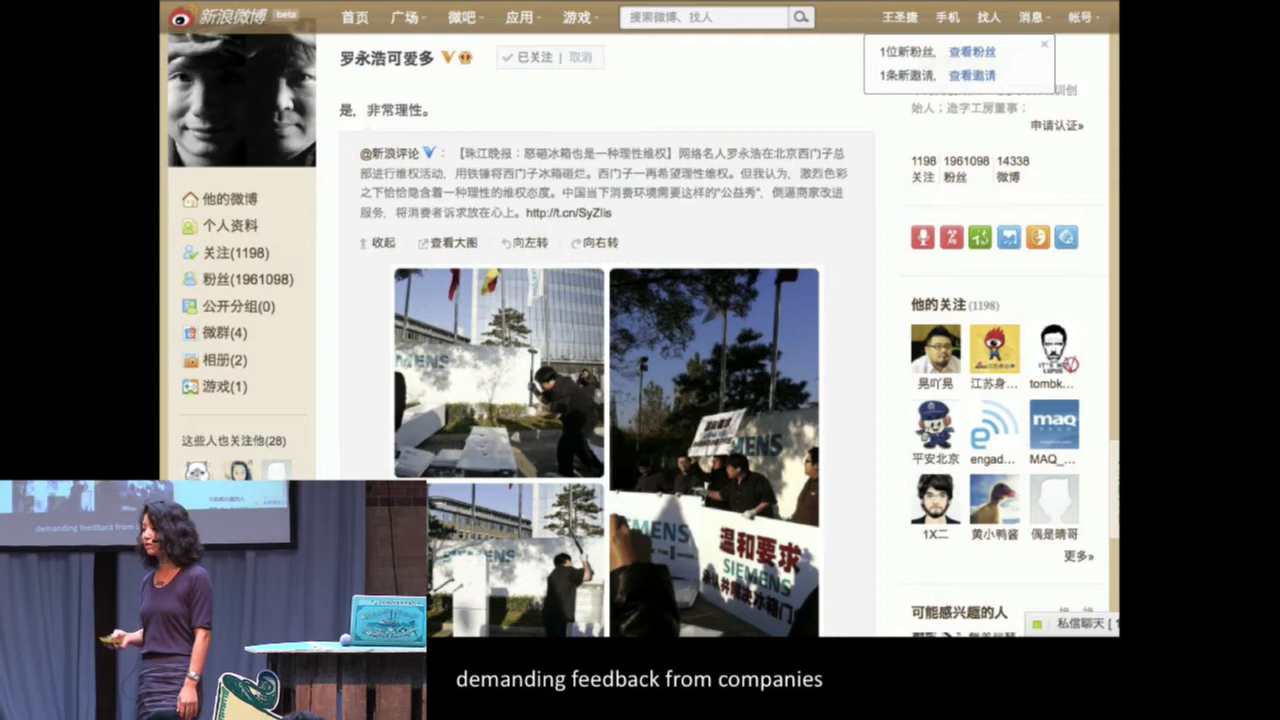 新浪微博 beta
首页 广场 微吧 应用 游戏
搜索微博、找人
王圣捷 手机 找人 消息 帐号
罗永浩可爱多
已关注 | 取消
1位新粉丝, 查看粉丝
1条新邀请, 查看邀请
始人；造字工房董事；
申请认证»
是，非常理性。
@新浪评论 ：【珠江晚报：怒砸冰箱也是一种理性维权】网络名人罗永浩在北京西门子总
部进行维权活动，用铁锤将西门子冰箱砸烂。西门子一再希望理性维权。但我认为，激烈色彩
之下恰恰隐含着一种理性的维权态度。中国当下消费环境需要这样的“公益秀”，倒逼商家改进
服务，将消费者诉求放在心上。http://t.cn/SyZlis
收起 查看大图 向左转 向右转
1198 1961098 14338
关注 粉丝 微博
他的微博
个人资料
关注(1198)
粉丝(1961098)
公开分组(0)
微群(4)
相册(2)
游戏(1)
这些人也关注他(28)
SIEMENS
温和要求
SIEMENS
他的关注 (1198)
晃吖晃 江苏身... tombk...
maq
平安北京 engad... MAQ_...
1X二 黄小鸭酱 偶是晴哥
更多»
可能感兴趣的人
私信聊天 [
demanding feedback from
demanding feedback from companies